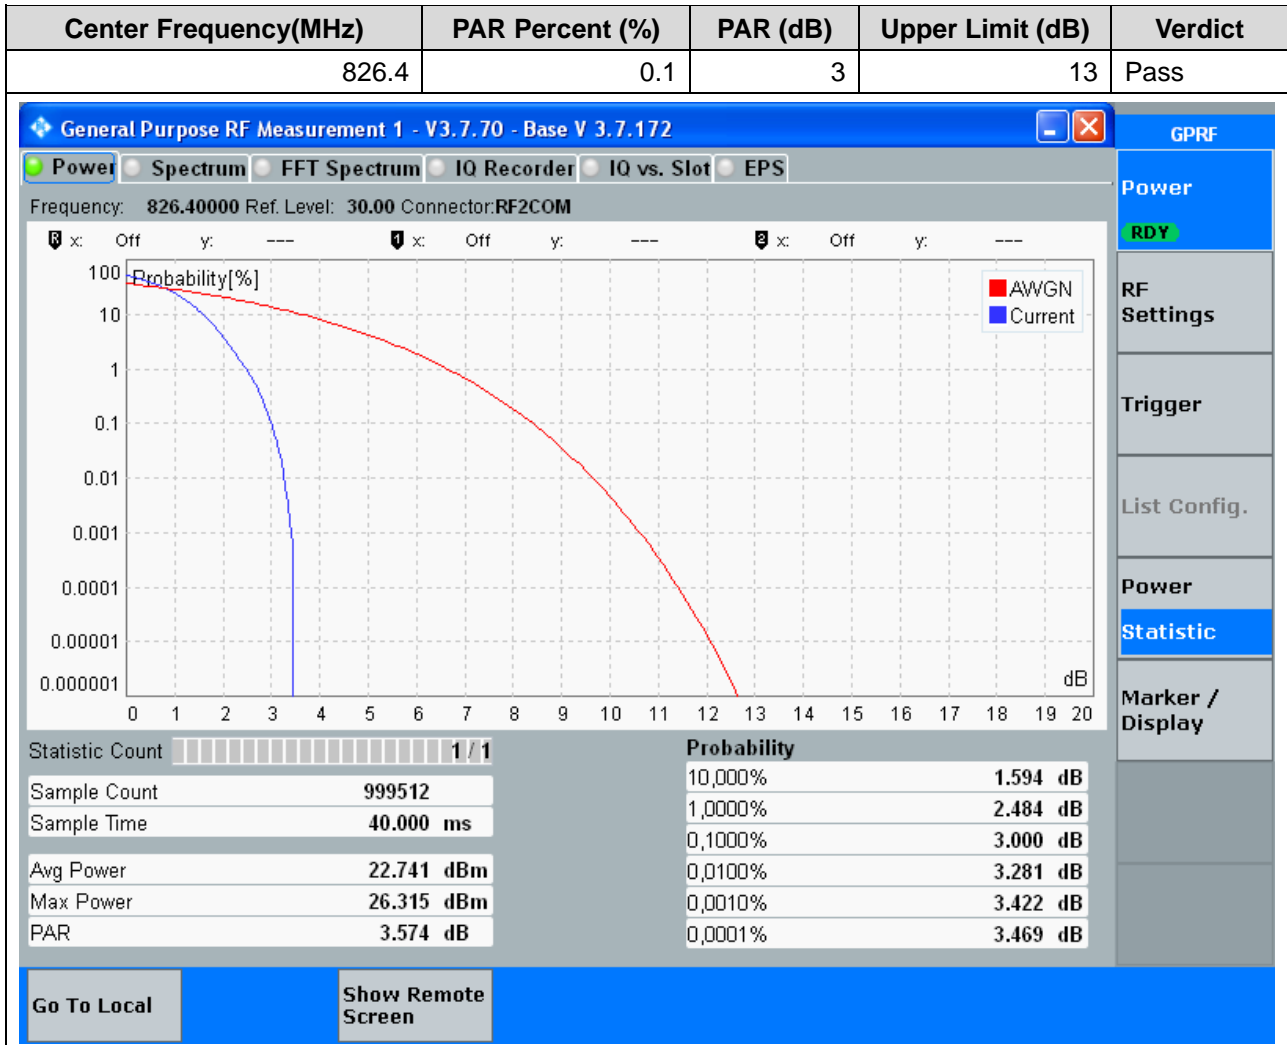 Center Frequency(MHz) PAR Percent (%) PAR (dB) Upper Limit (dB) Verdict
826.4 0.1 3 13 Pass
General Purpose RF Measurement 1 - V3.7.70 - Base V 3.7.172
GPRF
Power Spectrum FFT Spectrum IQ Recorder IQ vs. Slot EPS
Power
RDY
Frequency: 826.40000 Ref. Level: 30.00 Connector:RF2COM
R x: Off y: --- 1 x: Off y: --- 2 x: Off y: ---
Probability[%]
AWGN
Current
100
10
1
0.1
0.01
0.001
0.0001
0.00001
0.000001
dB
0 1 2 3 4 5 6 7 8 9 10 11 12 13 14 15 16 17 18 19 20
RF
Settings
Trigger
List Config.
Power
Statistic
Marker /
Display
Statistic Count 1 / 1
Sample Count 999512
Sample Time 40.000 ms
Avg Power 22.741 dBm
Max Power 26.315 dBm
PAR 3.574 dB
Probability
10,000% 1.594 dB
1,0000% 2.484 dB
0,1000% 3.000 dB
0,0100% 3.281 dB
0,0010% 3.422 dB
0,0001% 3.469 dB
Go To Local
Show Remote
Screen